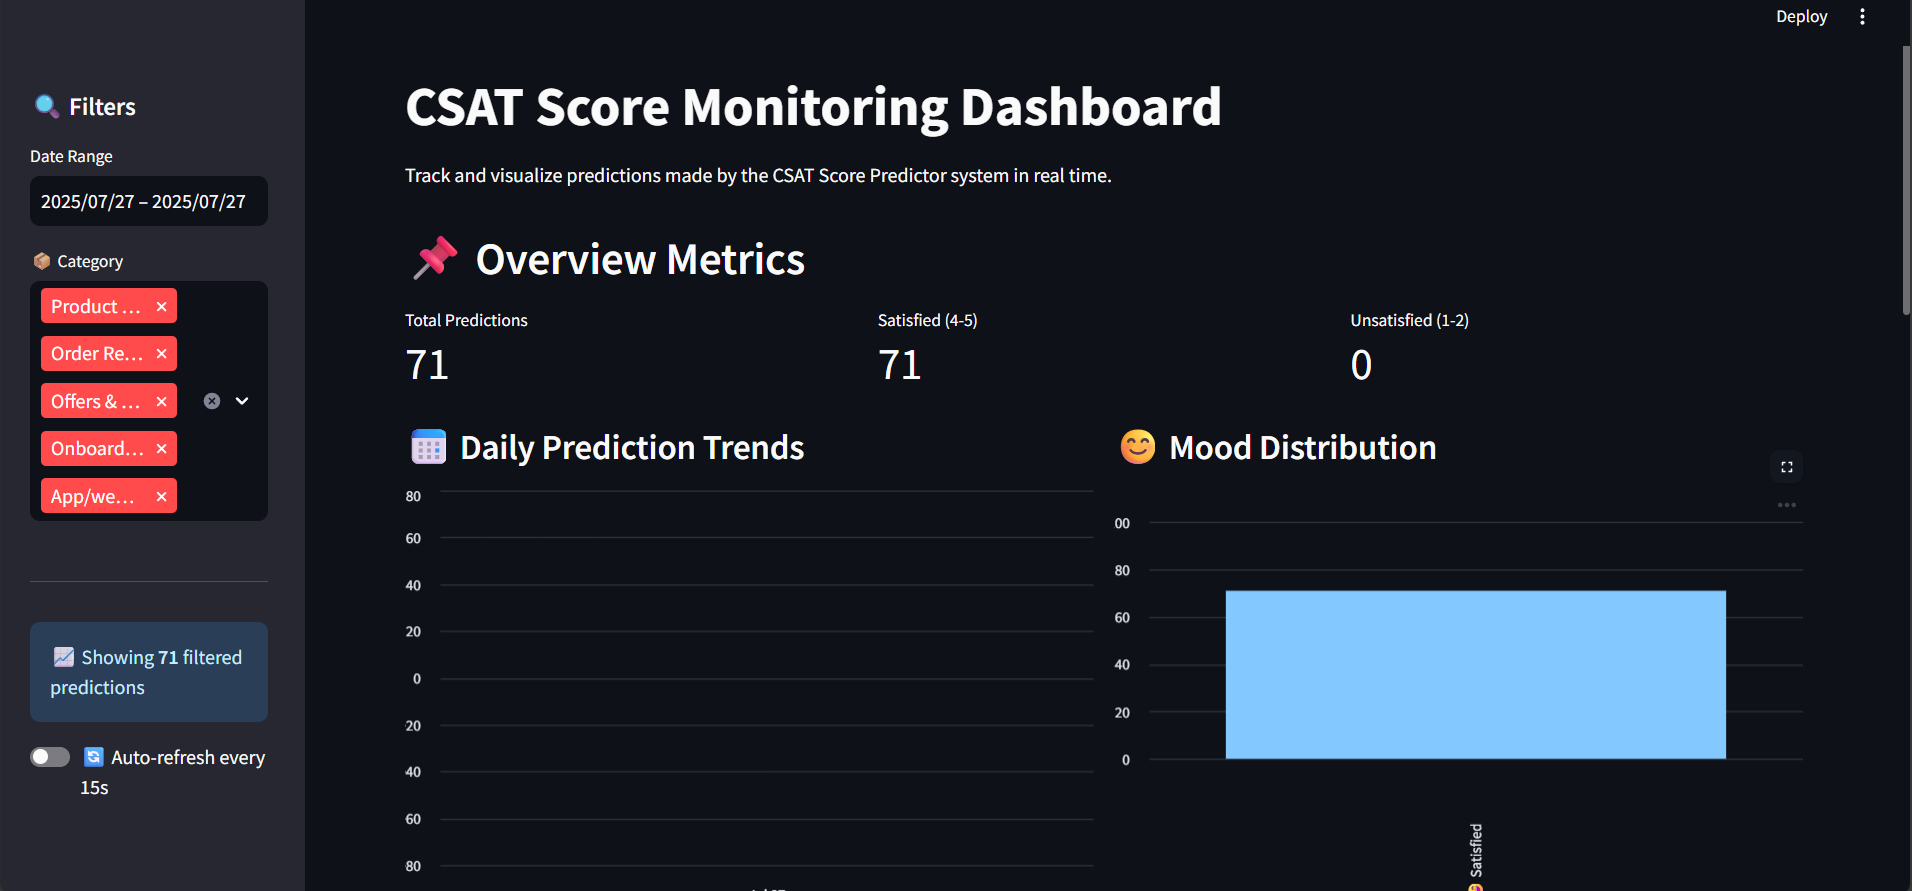 Deploy
Filters
Date Range
2025/07/27 – 2025/07/27
Category
Product ...
Order Re...
Offers & ...
Onboard...
App/we...
Showing 71 filtered
predictions
Auto-refresh every
15s
CSAT Score Monitoring Dashboard
Track and visualize predictions made by the CSAT Score Predictor system in real time.
Overview Metrics
Total Predictions
71
Satisfied (4-5)
71
Unsatisfied (1-2)
0
Daily Prediction Trends
80
60
40
20
0
20
40
60
80
Mood Distribution
00
80
60
40
20
0
Satisfied